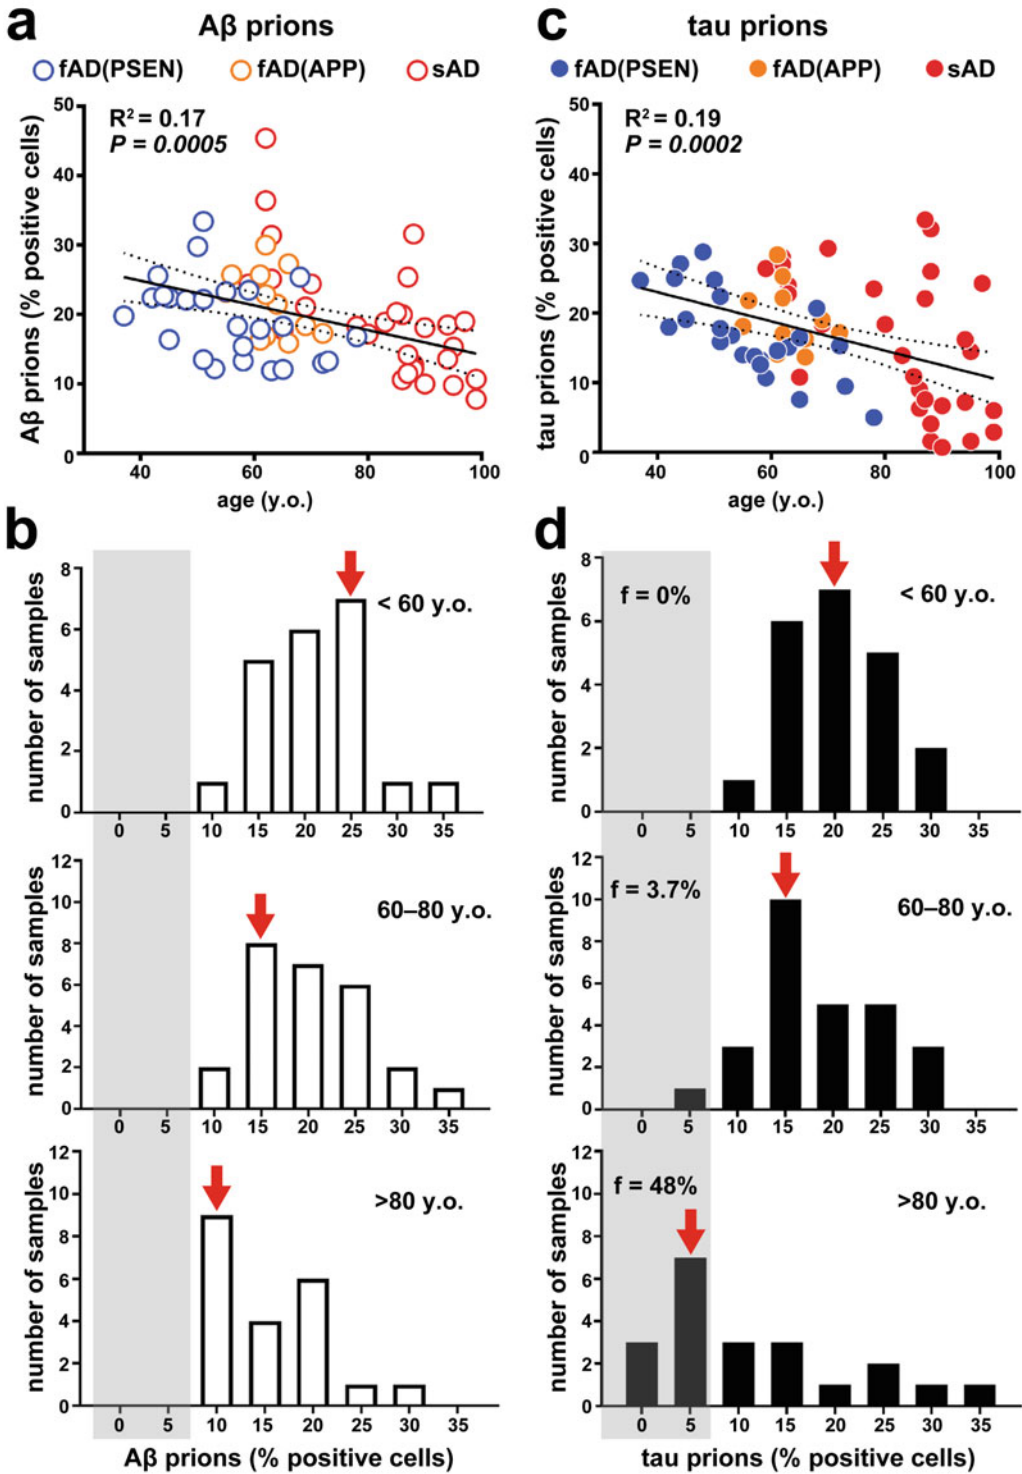 a
Aβ prions
fAD(PSEN) fAD(APP) sAD
R² = 0.17
P = 0.0005
Aβ prions (% positive cells)
50
40
30
20
10
0
40 60 80 100
age (y.o.)
c
tau prions
fAD(PSEN) fAD(APP) sAD
R² = 0.19
P = 0.0002
tau prions (% positive cells)
50
40
30
20
10
0
40 60 80 100
age (y.o.)
b
number of samples
8
6
4
2
0
< 60 y.o.
0 5 10 15 20 25 30 35
number of samples
12
10
8
6
4
2
0
60–80 y.o.
0 5 10 15 20 25 30 35
number of samples
12
10
8
6
4
2
0
>80 y.o.
0 5 10 15 20 25 30 35
Aβ prions (% positive cells)
d
number of samples
8
6
4
2
0
f = 0%
< 60 y.o.
0 5 10 15 20 25 30 35
number of samples
12
10
8
6
4
2
0
f = 3.7%
60–80 y.o.
0 5 10 15 20 25 30 35
number of samples
12
10
8
6
4
2
0
f = 48%
>80 y.o.
0 5 10 15 20 25 30 35
tau prions (% positive cells)